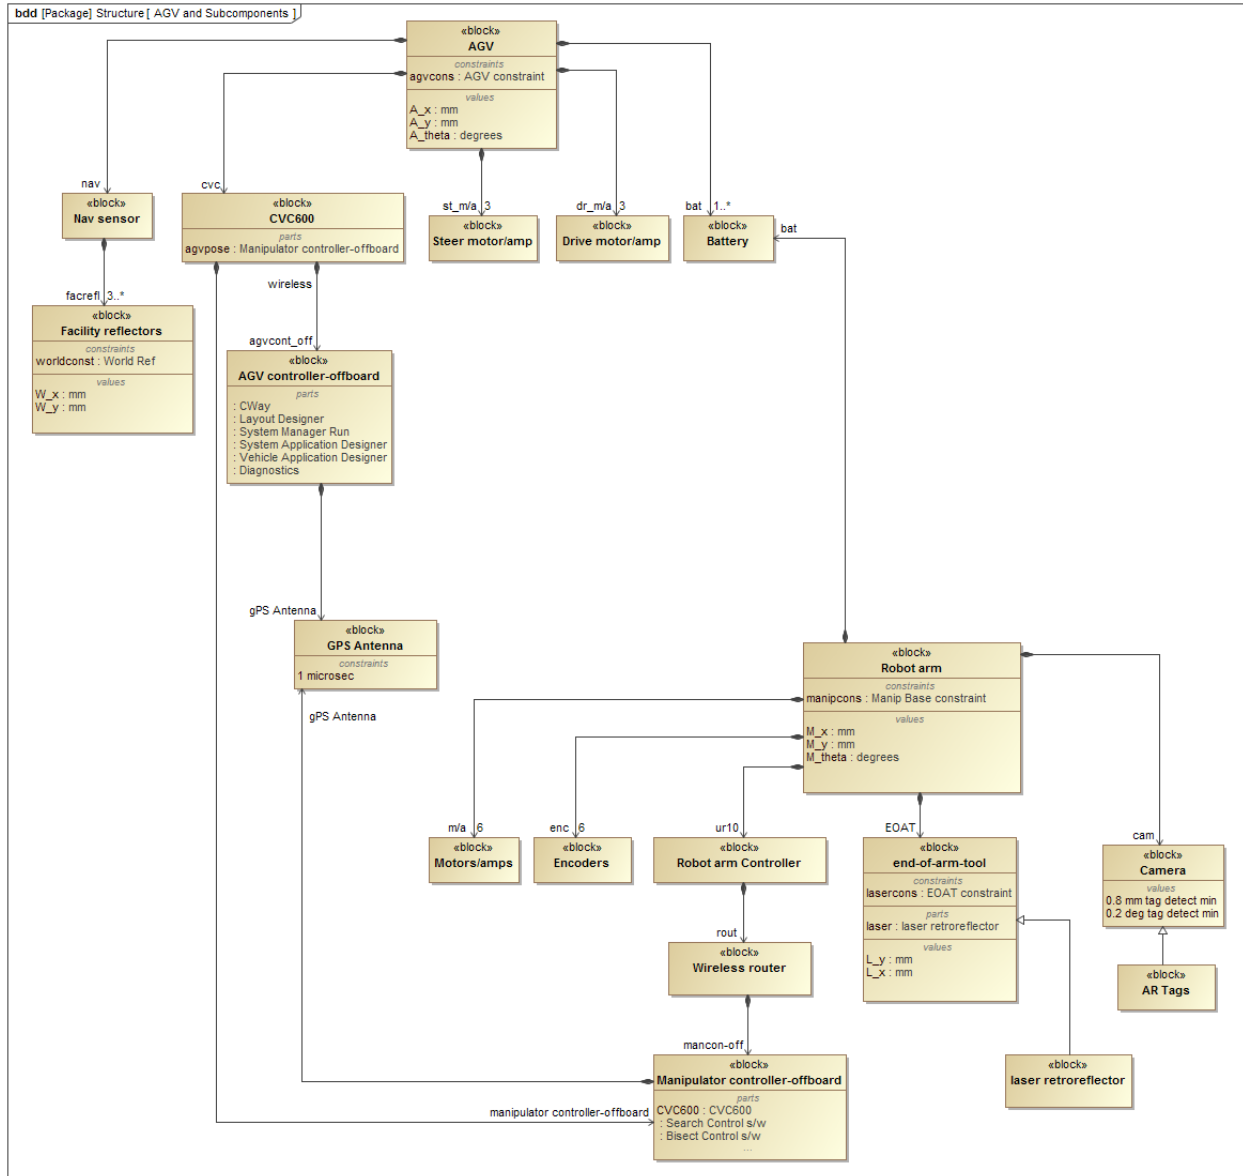 bdd [Package] Structure [ AGV and Subcomponents ]
«block»
AGV
constraints
agvcons : AGV constraint
values
A_x : mm
A_y : mm
A_theta : degrees
nav
cvc
st_m/a 3
dr_m/a 3
bat 1..*
bat
«block»
Nav sensor
«block»
CVC600
parts
agvpose : Manipulator controller-offboard
«block»
Steer motor/amp
«block»
Drive motor/amp
«block»
Battery
wireless
facrefl 3..*
«block»
Facility reflectors
constraints
worldconst : World Ref
values
W_x : mm
W_y : mm
agvcont_off
«block»
AGV controller-offboard
parts
: CWay
: Layout Designer
: System Manager Run
: System Application Designer
: Vehicle Application Designer
: Diagnostics
gPS Antenna
«block»
GPS Antenna
constraints
1 microsec
gPS Antenna
«block»
Robot arm
constraints
manipcons : Manip Base constraint
values
M_x : mm
M_y : mm
M_theta : degrees
m/a 6
enc 6
ur10
EOAT
cam
«block»
Motors/amps
«block»
Encoders
«block»
Robot arm Controller
«block»
end-of-arm-tool
constraints
lasercons : EOAT constraint
parts
laser : laser retroreflector
values
L_y : mm
L_x : mm
«block»
Camera
values
0.8 mm tag detect min
0.2 deg tag detect min
rout
«block»
Wireless router
«block»
AR Tags
mancon-off
«block»
Manipulator controller-offboard
parts
CVC600 : CVC600
: Search Control s/w
: Bisect Control s/w
...
manipulator controller-offboard
«block»
laser retroreflector